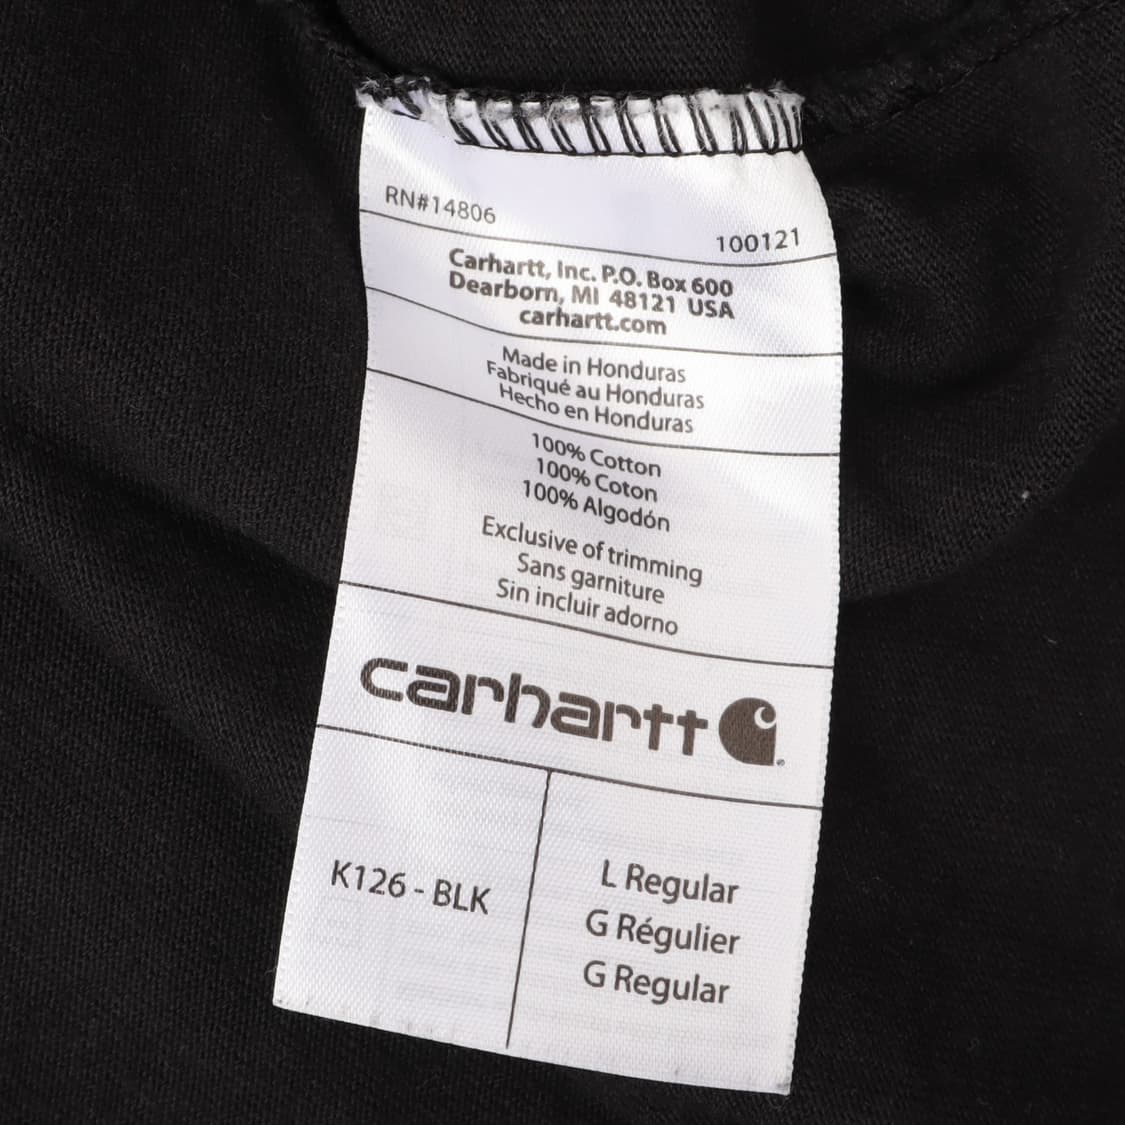 RN#14806
100121
Carhartt, Inc. P.O. Box 600
Dearborn, MI 48121 USA
carhartt.com
Made in Honduras
Fabriqué au Honduras
Hecho en Honduras
100% Cotton
100% Coton
100% Algodón
Exclusive of trimming
Sans garniture
Sin incluir adorno
carhartt
K126 - BLK
L Regular
G Régulier
G Regular